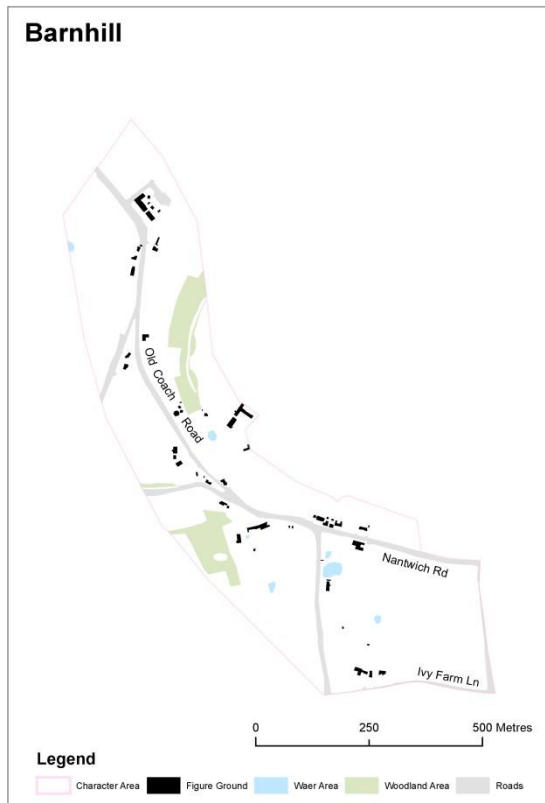 Barnhill
Old Coach Road
Nantwich Rd
Ivy Farm Ln
0 250 500 Metres
Legend
Character Area Figure Ground Waer Area Woodland Area Roads